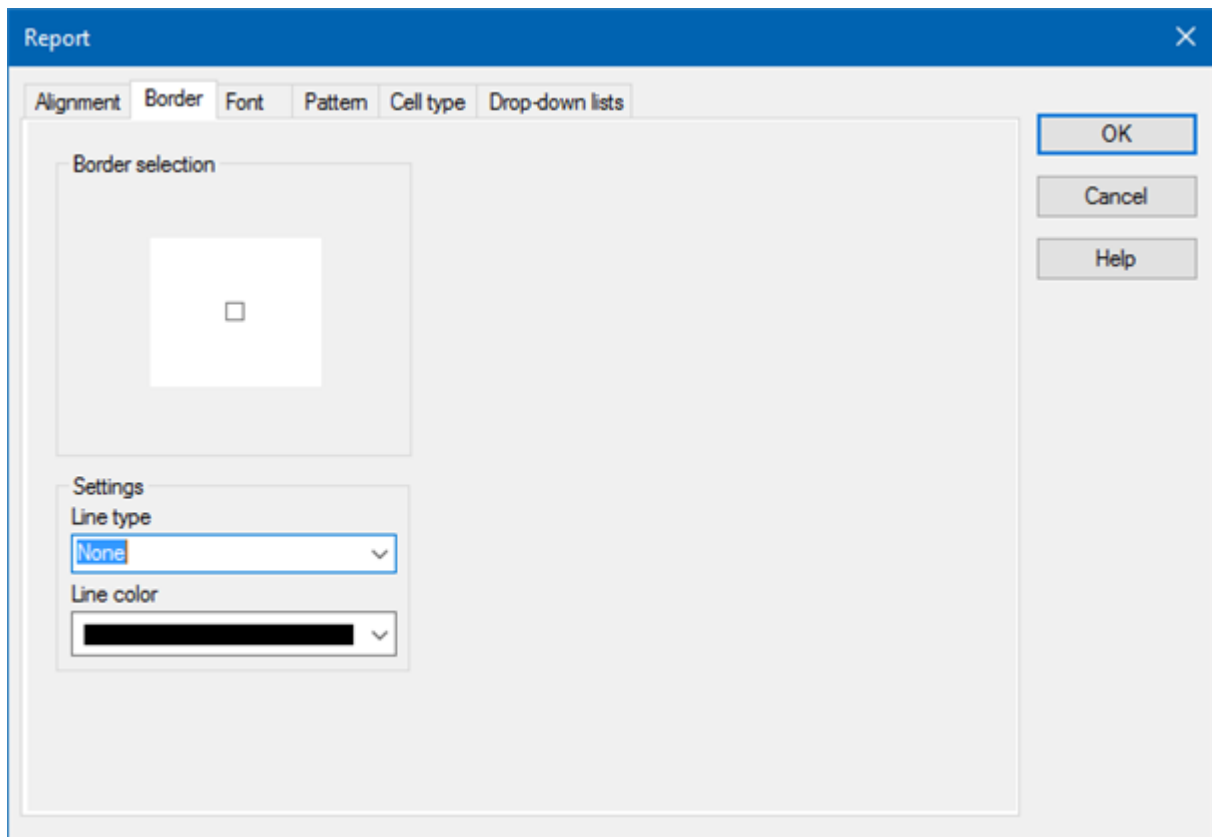 Report
Alignment Border Font Pattern Cell type Drop-down lists
OK
Border selection
Cancel
Help
Settings
Line type
None
Line color